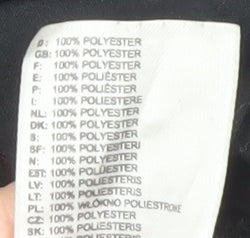 D: 100% POLYESTER
GB: 100% POLYESTER
F: 100% POLYESTER
E: 100% POLIÉSTER
P: 100% POLIÉSTER
I: 100% POLIESTERE
NL: 100% POLYESTER
DK: 100% POLYESTER
S: 100% POLYESTER
SF: 100% POLYESTERI
N: 100% POLYESTER
EST: 100% POLÜESTER
LV: 100% POLIESTERIS
LT: 100% POLIESTERIS
PL: 100% WŁÓKNO POLIESTROWE
CZ: 100% POLYESTER
SK: 100% POLYESTER